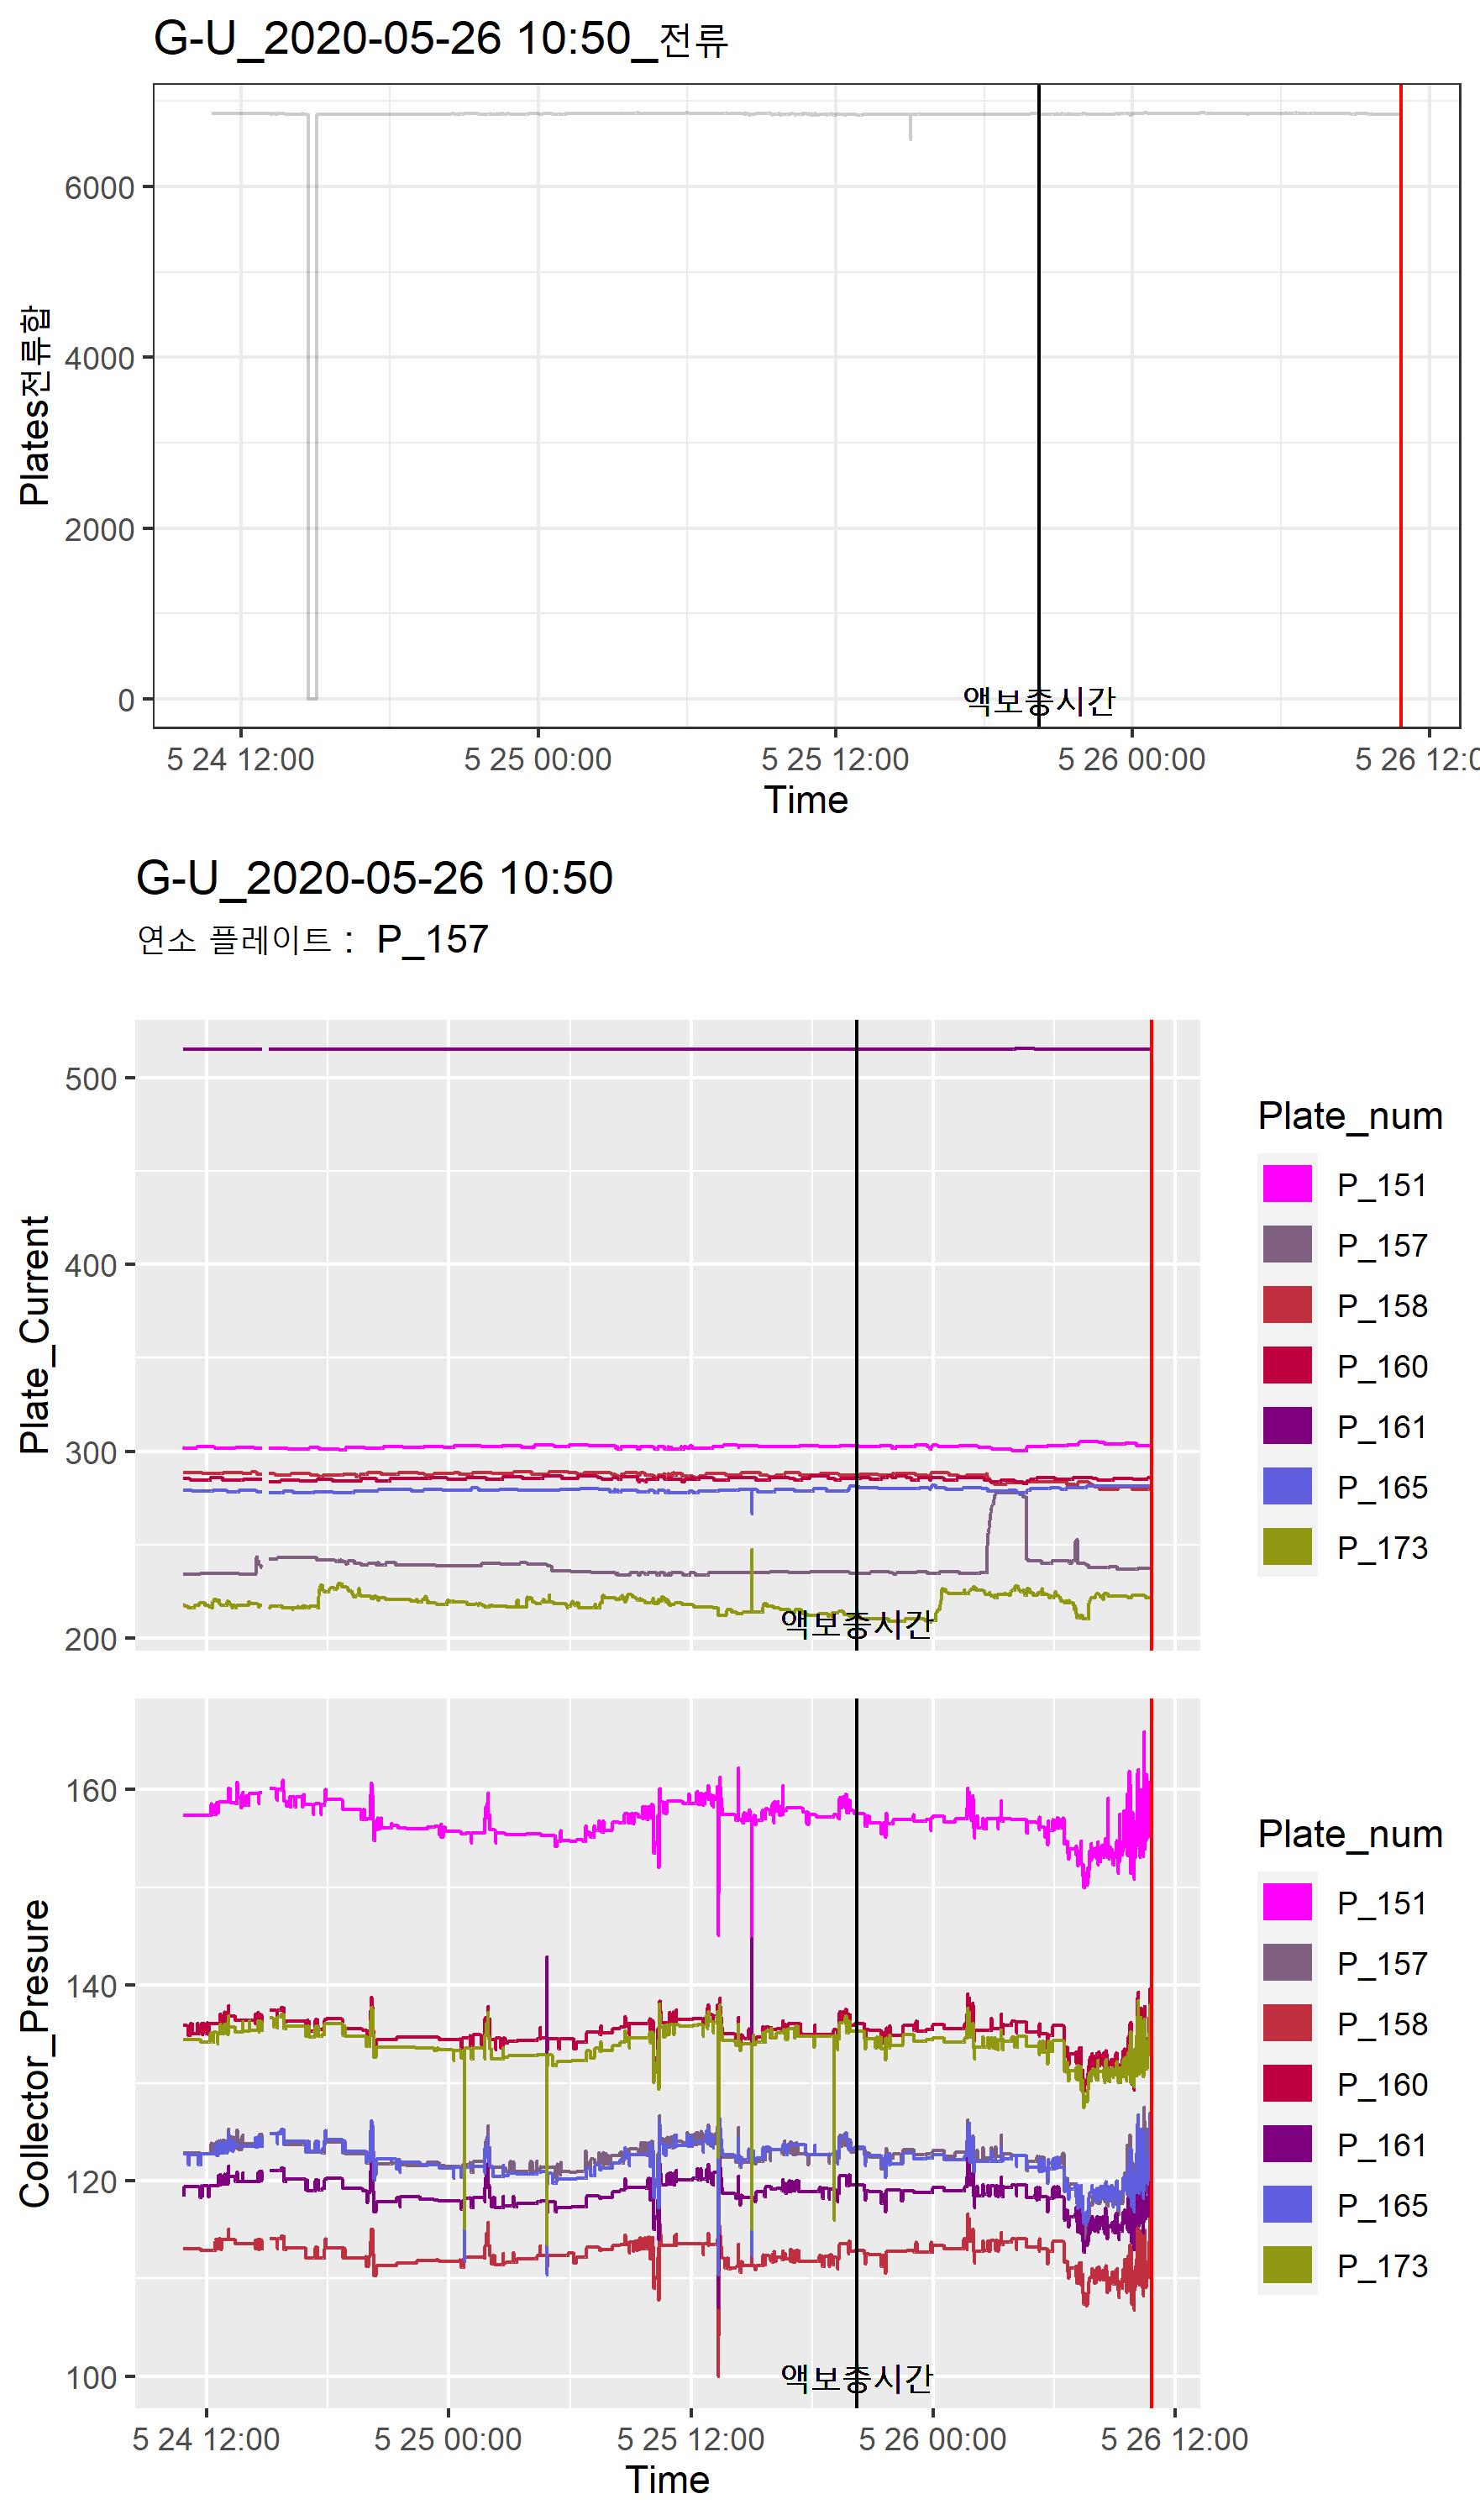 G-U_2020-05-26 10:50_전류
Plates전류합
6000
4000
2000
0
액보충시간
5 24 12:00
5 25 00:00
5 25 12:00
5 26 00:00
5 26 12:0
Time
G-U_2020-05-26 10:50
연소 플레이트 : P_157
Plate_Current
500
400
300
200
액보충시간
Plate_num
P_151
P_157
P_158
P_160
P_161
P_165
P_173
Collector_Presure
160
140
120
100
액보충시간
Plate_num
P_151
P_157
P_158
P_160
P_161
P_165
P_173
5 24 12:00
5 25 00:00
5 25 12:00
5 26 00:00
5 26 12:00
Time